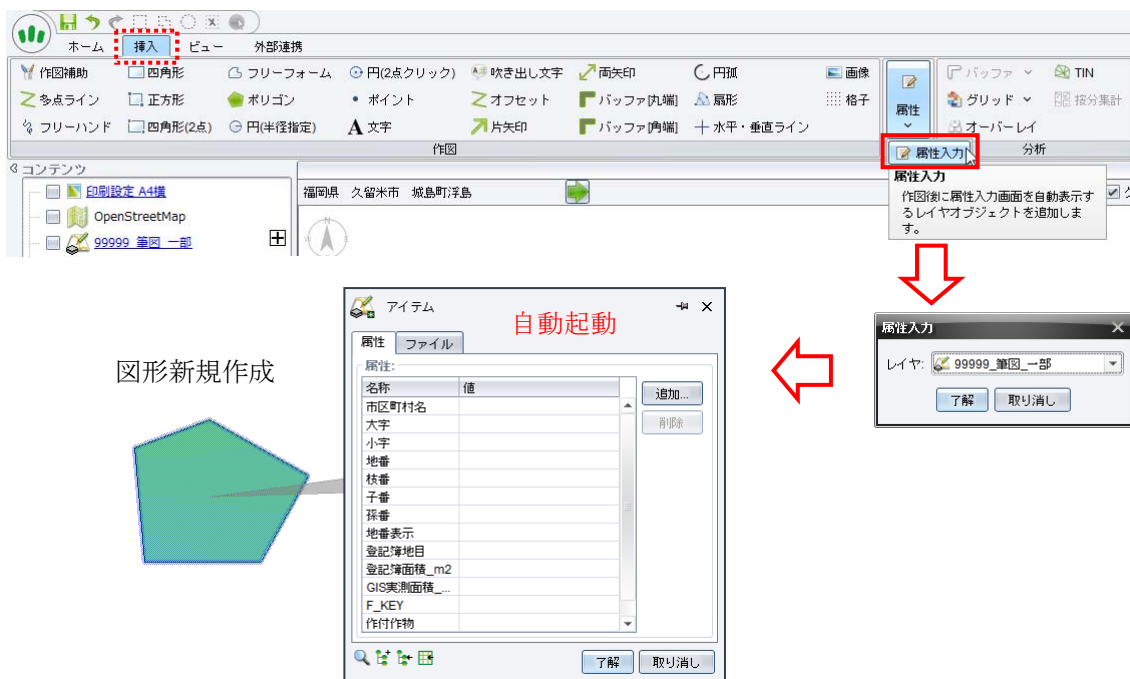 ホーム 挿入 ビュー 外部連携
作図補助 四角形 フリーフォーム 円(2点クリック) 吹き出し文字 両矢印 円弧 画像 バッファ TIN
多点ライン 正方形 ポリゴン ポイント オフセット バッファ[丸端] 扇形 格子 属性 グリッド 按分集計
フリーハンド 四角形(2点) 円(半径指定) A 文字 片矢印 バッファ[角端] 水平・垂直ライン オーバーレイ
作図 分析
属性入力
コンテンツ
属性入力
作図後に属性入力画面を自動表示するレイヤオブジェクトを追加しま
す。
印刷設定_A4横
福岡県 久留米市 城島町浮島
OpenStreetMap
99999_筆図_一部
N
アイテム
自動起動
属性入力
属性 ファイル
属性:
レイヤ: 99999_筆図_一部
図形新規作成
名称 値
追加...
了解 取り消し
市区町村名
削除
大字
小字
地番
枝番
子番
孫番
地番表示
登記簿地目
登記簿面積_m2
GIS実測面積_...
F_KEY
作付作物
了解 取り消し